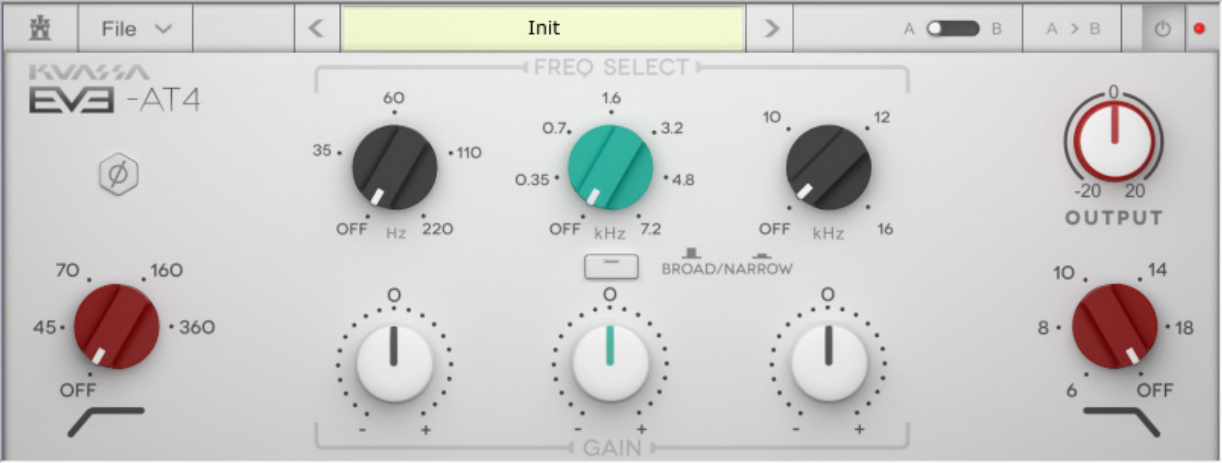 File
Init
A B
A > B
KVASSA
EVE -AT4
FREQ SELECT
60
35
110
OFF Hz 220
1.6
0.7
3.2
0.35
4.8
OFF kHz 7.2
10
12
OFF kHz 16
0
-20 20
OUTPUT
BROAD/NARROW
70
160
45
360
OFF
0
- +
0
- +
0
- +
GAIN
10
14
8
18
6
OFF